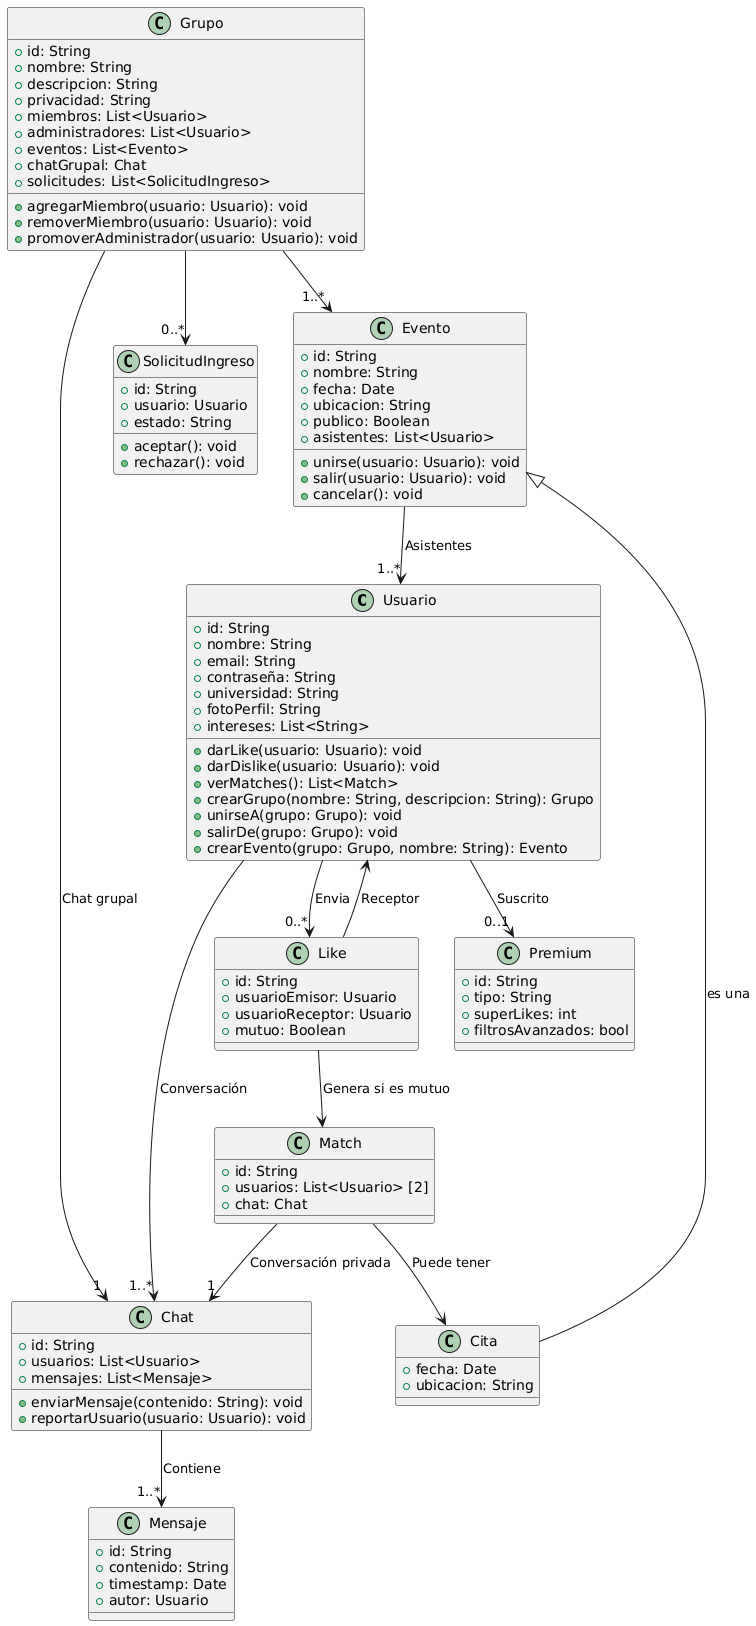 C Grupo
id: String
nombre: String
descripcion: String
privacidad: String
miembros: List<Usuario>
administradores: List<Usuario>
eventos: List<Evento>
chatGrupal: Chat
solicitudes: List<SolicitudIngreso>
agregarMiembro(usuario: Usuario): void
removerMiembro(usuario: Usuario): void
promoverAdministrador(usuario: Usuario): void
0..*
1..*
C SolicitudIngreso
id: String
usuario: Usuario
estado: String
aceptar(): void
rechazar(): void
C Evento
id: String
nombre: String
fecha: Date
ubicacion: String
publico: Boolean
asistentes: List<Usuario>
unirse(usuario: Usuario): void
salir(usuario: Usuario): void
cancelar(): void
Asistentes
1..*
C Usuario
id: String
nombre: String
email: String
contraseña: String
universidad: String
fotoPerfil: String
intereses: List<String>
darLike(usuario: Usuario): void
darDislike(usuario: Usuario): void
verMatches(): List<Match>
crearGrupo(nombre: String, descripcion: String): Grupo
unirseA(grupo: Grupo): void
salirDe(grupo: Grupo): void
crearEvento(grupo: Grupo, nombre: String): Evento
Chat grupal
Envia
Receptor
Suscrito
0..*
0..1
C Like
id: String
usuarioEmisor: Usuario
usuarioReceptor: Usuario
mutuo: Boolean
C Premium
id: String
tipo: String
superLikes: int
filtrosAvanzados: bool
es una
Conversación
Genera si es mutuo
C Match
id: String
usuarios: List<Usuario> [2]
chat: Chat
Conversación privada
Puede tener
1
1..*
1
C Chat
id: String
usuarios: List<Usuario>
mensajes: List<Mensaje>
enviarMensaje(contenido: String): void
reportarUsuario(usuario: Usuario): void
C Cita
fecha: Date
ubicacion: String
Contiene
1..*
C Mensaje
id: String
contenido: String
timestamp: Date
autor: Usuario